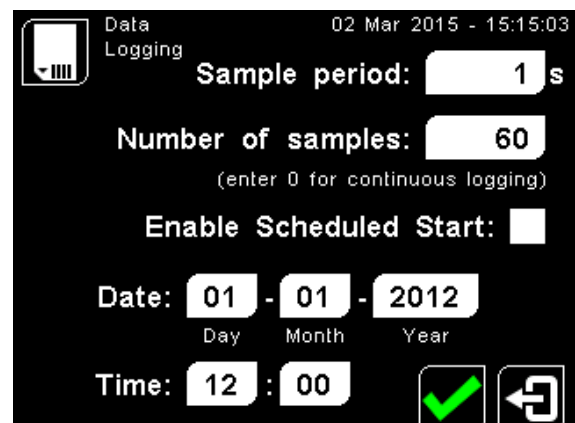 Data 02 Mar 2015 - 15:15:03
Logging
Sample period: 1 s
Number of samples: 60
(enter 0 for continuous logging)
Enable Scheduled Start:
Date: 01 - 01 - 2012
Day Month Year
Time: 12 : 00